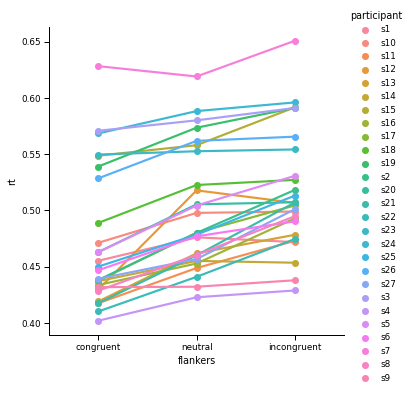 participant
0.65
0.60
0.55
0.50
0.45
0.40
rt
congruent
neutral
incongruent
flankers
s1
s10
s11
s12
s13
s14
s15
s16
s17
s18
s19
s2
s20
s21
s22
s23
s24
s25
s26
s27
s3
s4
s5
s6
s7
s8
s9